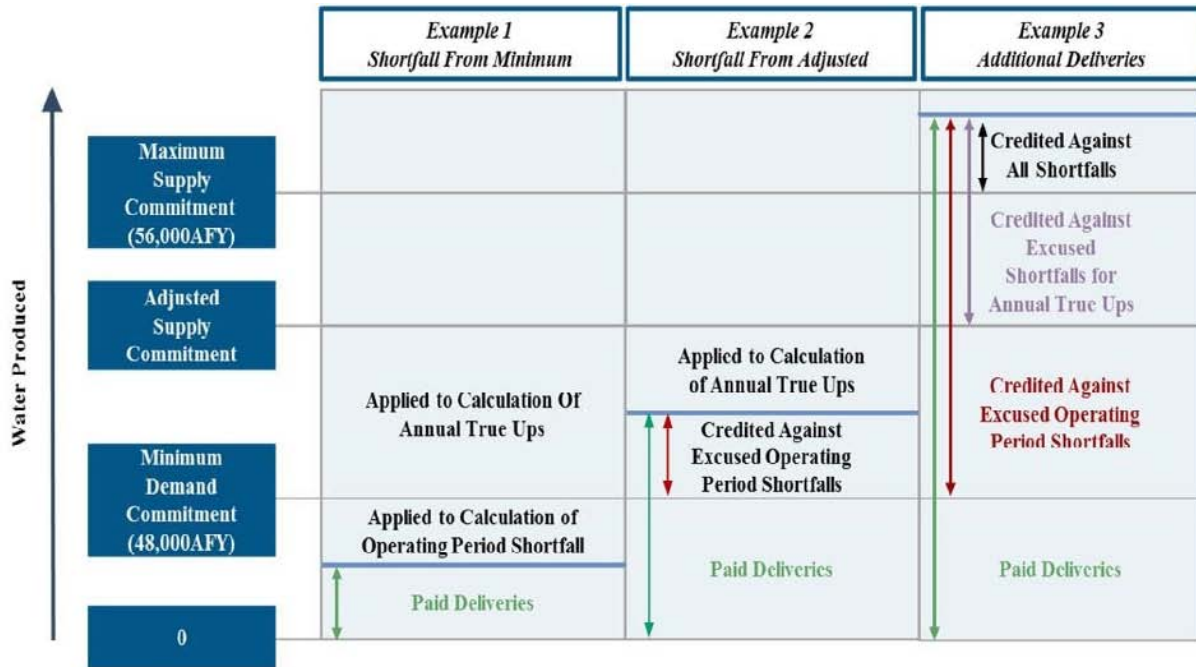 Example 1
Shortfall From Minimum
Example 2
Shortfall From Adjusted
Example 3
Additional Deliveries
Water Produced
Maximum
Supply
Commitment
(56,000AFY)
Adjusted
Supply
Commitment
Minimum
Demand
Commitment
(48,000AFY)
0
Applied to Calculation Of
Annual True Ups
Applied to Calculation of
Operating Period Shortfall
Paid Deliveries
Applied to Calculation
of Annual True Ups
Credited Against
Excused Operating
Period Shortfalls
Paid Deliveries
Credited Against
All Shortfalls
Credited Against
Excused
Shortfalls for
Annual True Ups
Credited Against
Excused Operating
Period Shortfalls
Paid Deliveries